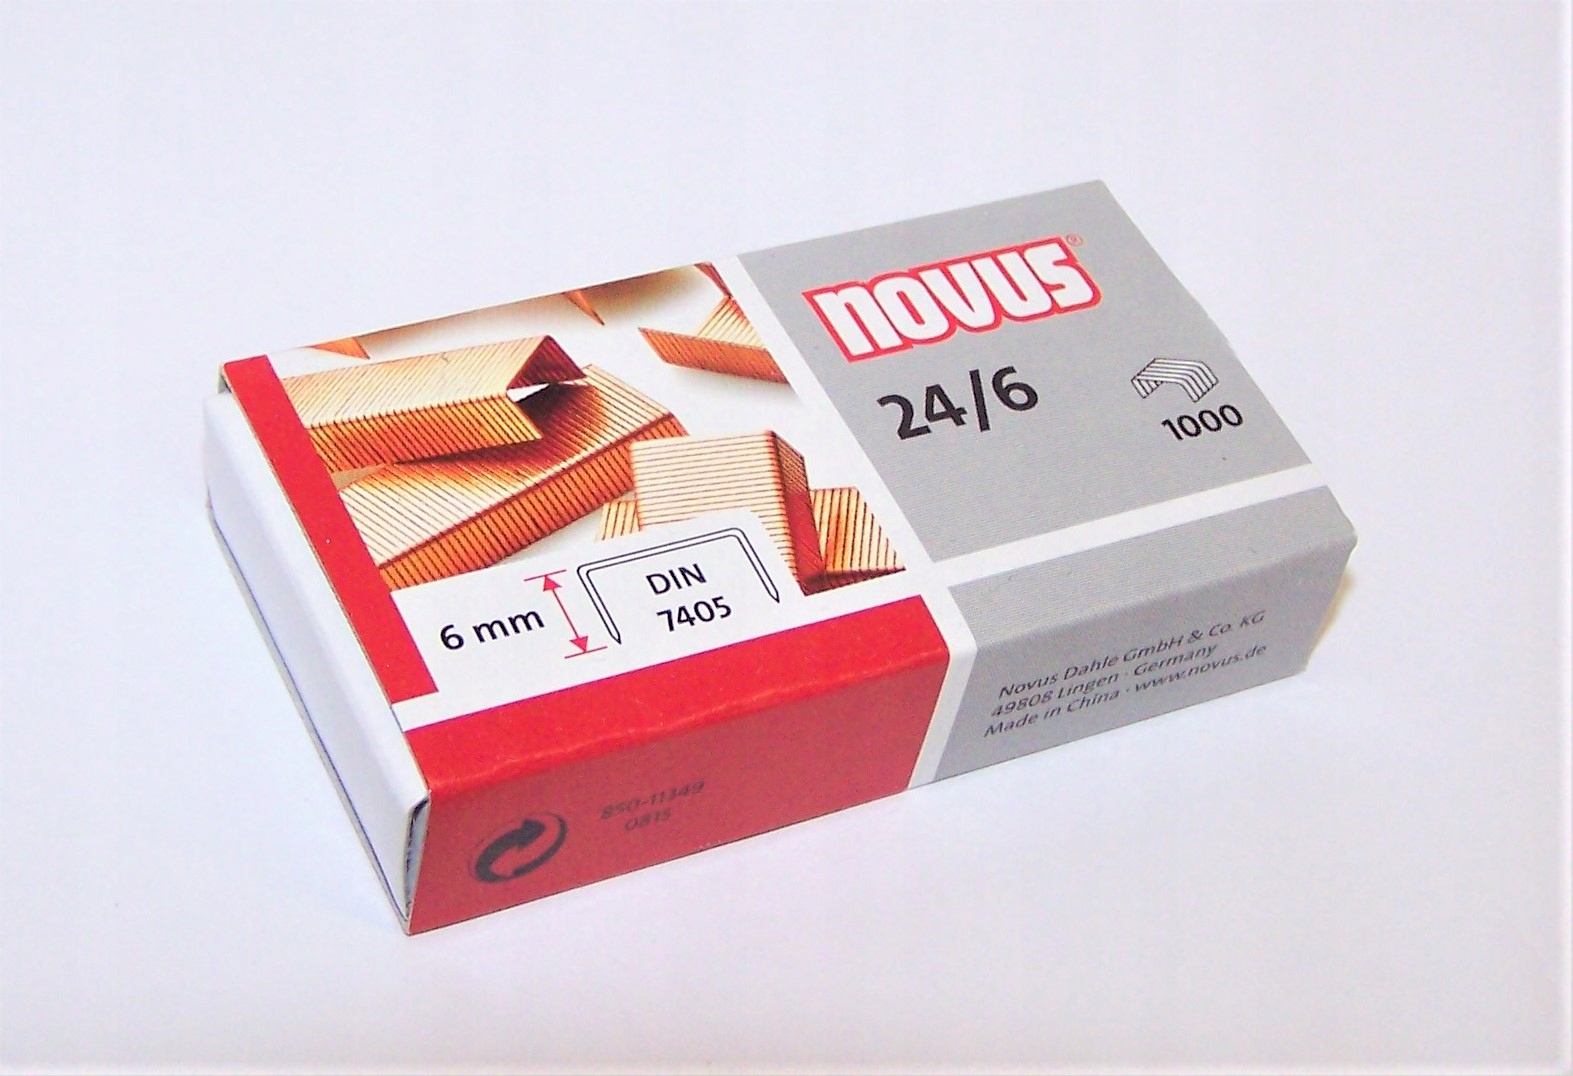 novus®
24/6
1000
6 mm
DIN
7405
Novus Dahle GmbH & Co. KG
49808 Lingen · Germany
Made in China · www.novus.de
850-11349
0815